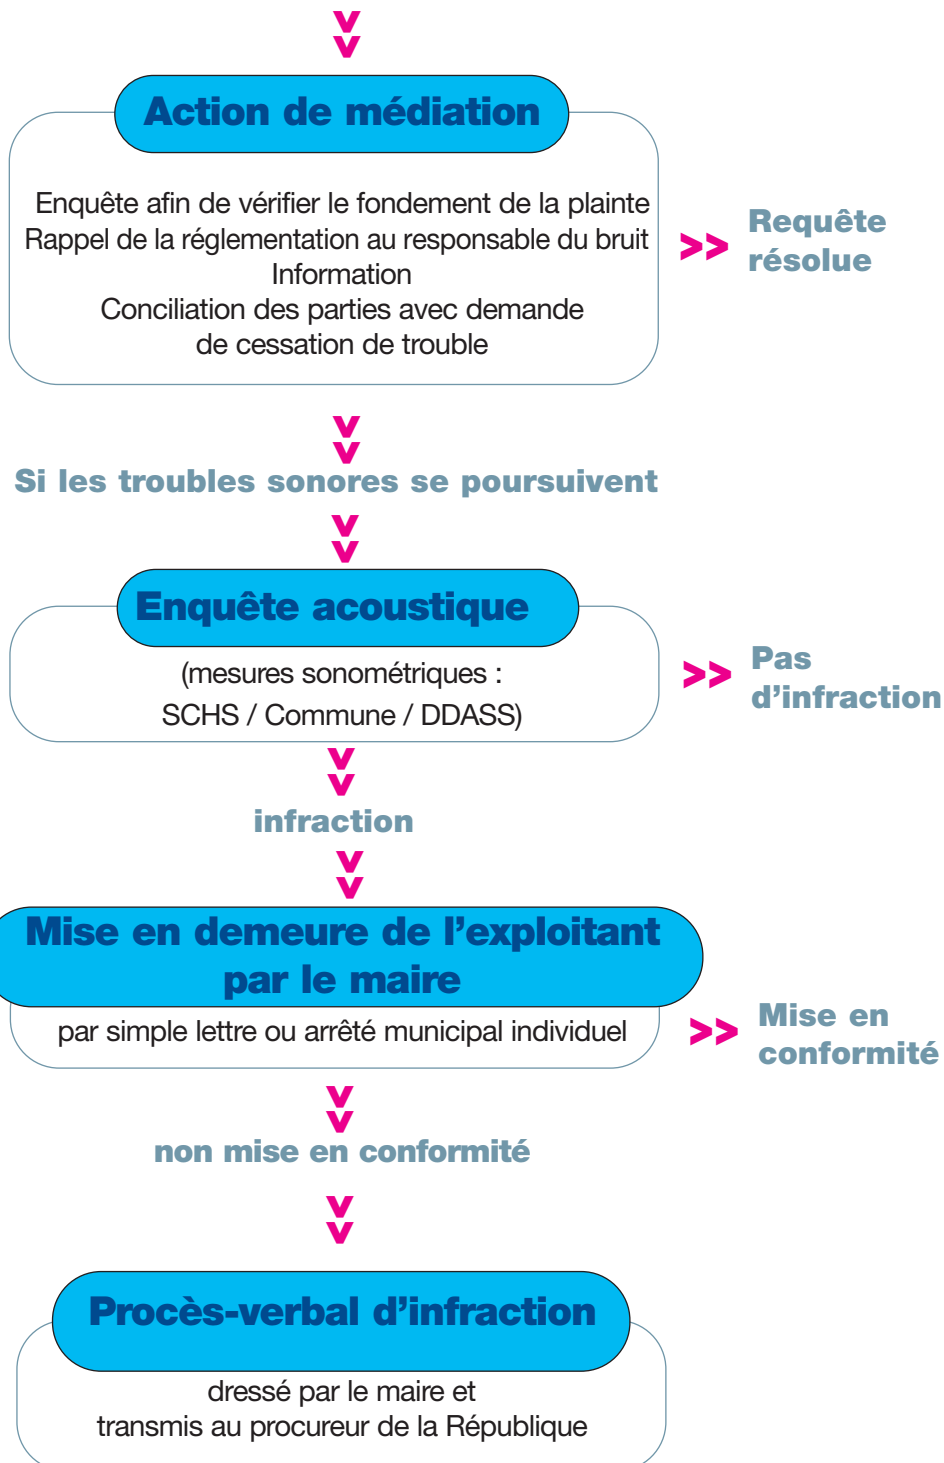 Action de médiation
Enquête afin de vérifier le fondement de la plainte
Rappel de la réglementation au responsable du bruit
Information
Conciliation des parties avec demande
de cessation de trouble
>> Requête
résolue
Si les troubles sonores se poursuivent
Enquête acoustique
(mesures sonométriques :
SCHS / Commune / DDASS)
>> Pas
d’infraction
infraction
Mise en demeure de l’exploitant
par le maire
par simple lettre ou arrêté municipal individuel
>> Mise en
conformité
non mise en conformité
Procès-verbal d’infraction
dressé par le maire et
transmis au procureur de la République